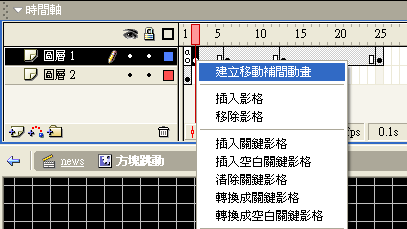 時間軸
1 5 10 15 20 25
圖層 1
圖層 2
建立移動補間動畫
插入影格
移除影格
fps 0.1s
插入關鍵影格
插入空白關鍵影格
清除關鍵影格
轉換成關鍵影格
轉換成空白關鍵影格
news 方塊跳動